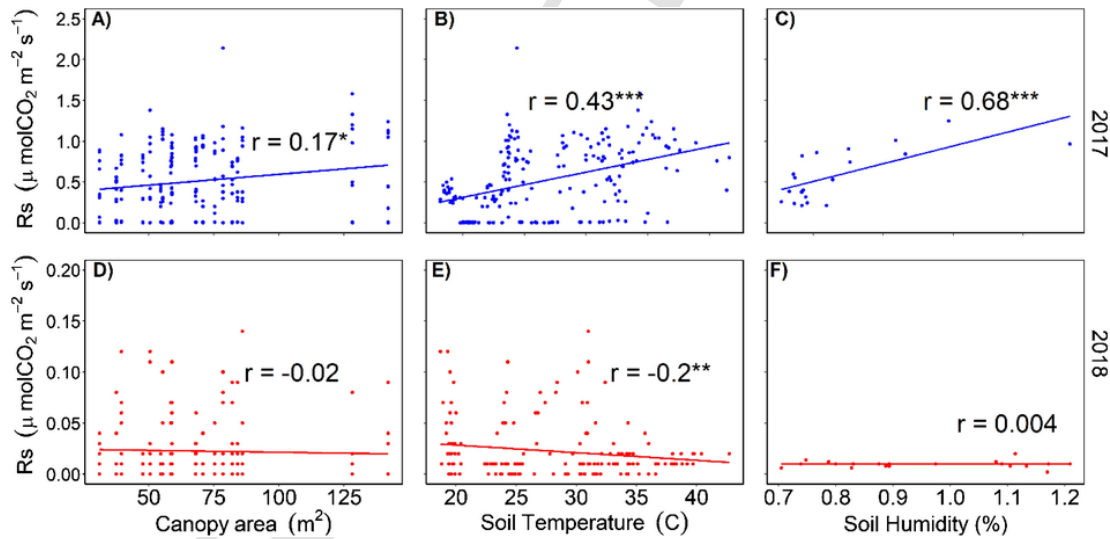 A) B) C)
2.5
2.0
1.5
1.0
0.5
0.0
Rs (μ molCO2 m−2 s−1)
r = 0.17*
r = 0.43***
r = 0.68***
2017
D) E) F)
0.20
0.15
0.10
0.05
0.00
Rs (μ molCO2 m−2 s−1)
r = -0.02
r = -0.2**
r = 0.004
2018
50 75 100 125
Canopy area (m2)
20 25 30 35 40
Soil Temperature (C)
0.7 0.8 0.9 1.0 1.1 1.2
Soil Humidity (%)